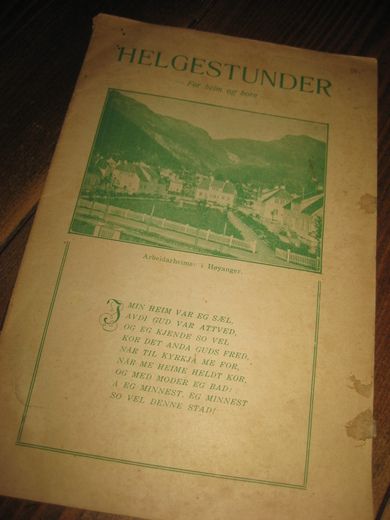 HELGESTUNDER
For heim og born
Arbeidarheimar i Høyanger.
I MIN HEIM VAR EG SÆL,
AVDI GUD VAR ATTVED,
OG EG KJENDE SO VEL
KOR DET ANDA GUDS FRED,
NÅR TIL KYRKJA ME FOR,
NÅR ME HEIME HELDT KOR,
OG MED MODER EG BAD:
Å EG MINNEST, EG MINNEST
SO VEL DENNE STAD!